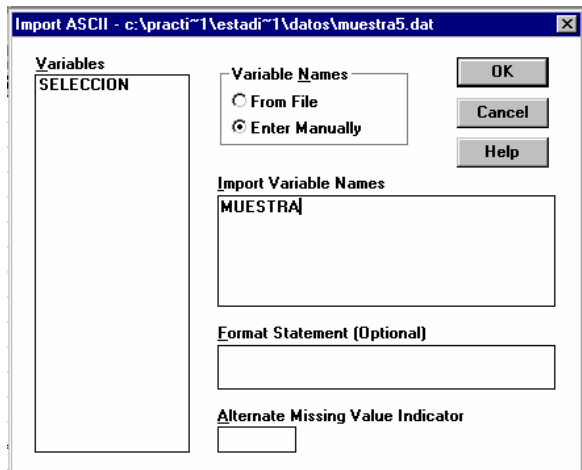 Import ASCII - c:\practi~1\estadi~1\datos\muestra5.dat
Variables
SELECCION
Variable Names
From File
Enter Manually
OK
Cancel
Help
Import Variable Names
MUESTRA
Format Statement (Optional)
Alternate Missing Value Indicator